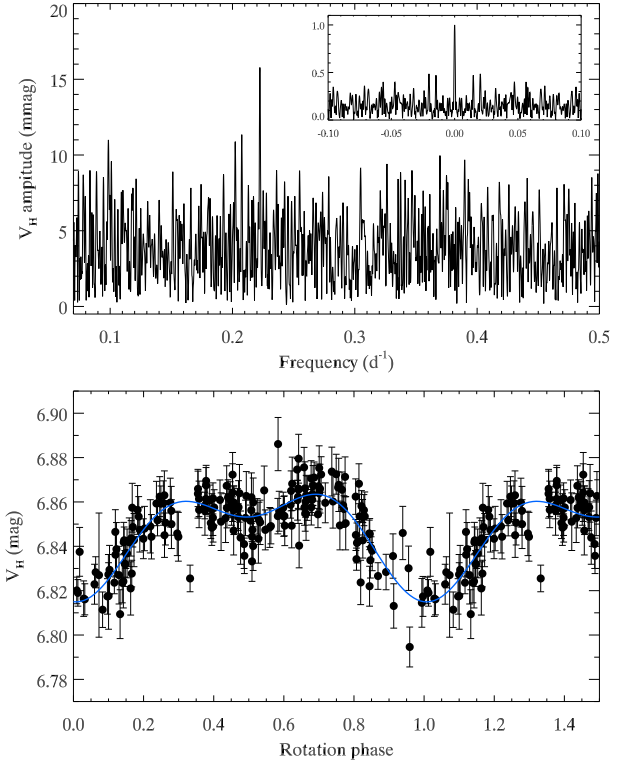 20
15
10
5
0
V_H ampitude (mmag)
1.0
0.5
0.0
-0.10 -0.05 0.00 0.05 0.10
0.1 0.2 0.3 0.4 0.5
Frequency (d⁻¹)
6.90
6.88
6.86
6.84
6.82
6.80
6.78
V_H (mag)
0.0 0.2 0.4 0.6 0.8 1.0 1.2 1.4
Rotation phase